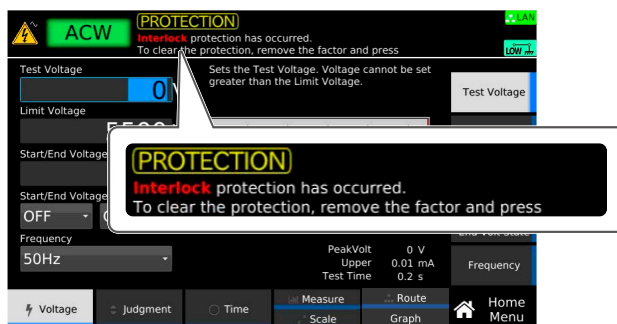 ACW
PROTECTION
Interlock protection has occurred.
To clear the protection, remove the factor and press
LAN
LOW
Test Voltage
0 V
Sets the Test Voltage. Voltage cannot be set
greater than the Limit Voltage.
Test Voltage
Limit Voltage
PROTECTION
Interlock protection has occurred.
To clear the protection, remove the factor and press
Start/End Voltage
Start/End Voltage
OFF
Frequency
50Hz
PeakVolt 0 V
Upper 0.01 mA
Test Time 0.2 s
Frequency
Voltage
Judgment
Time
Measure
Scale
Route
Graph
Home
Menu